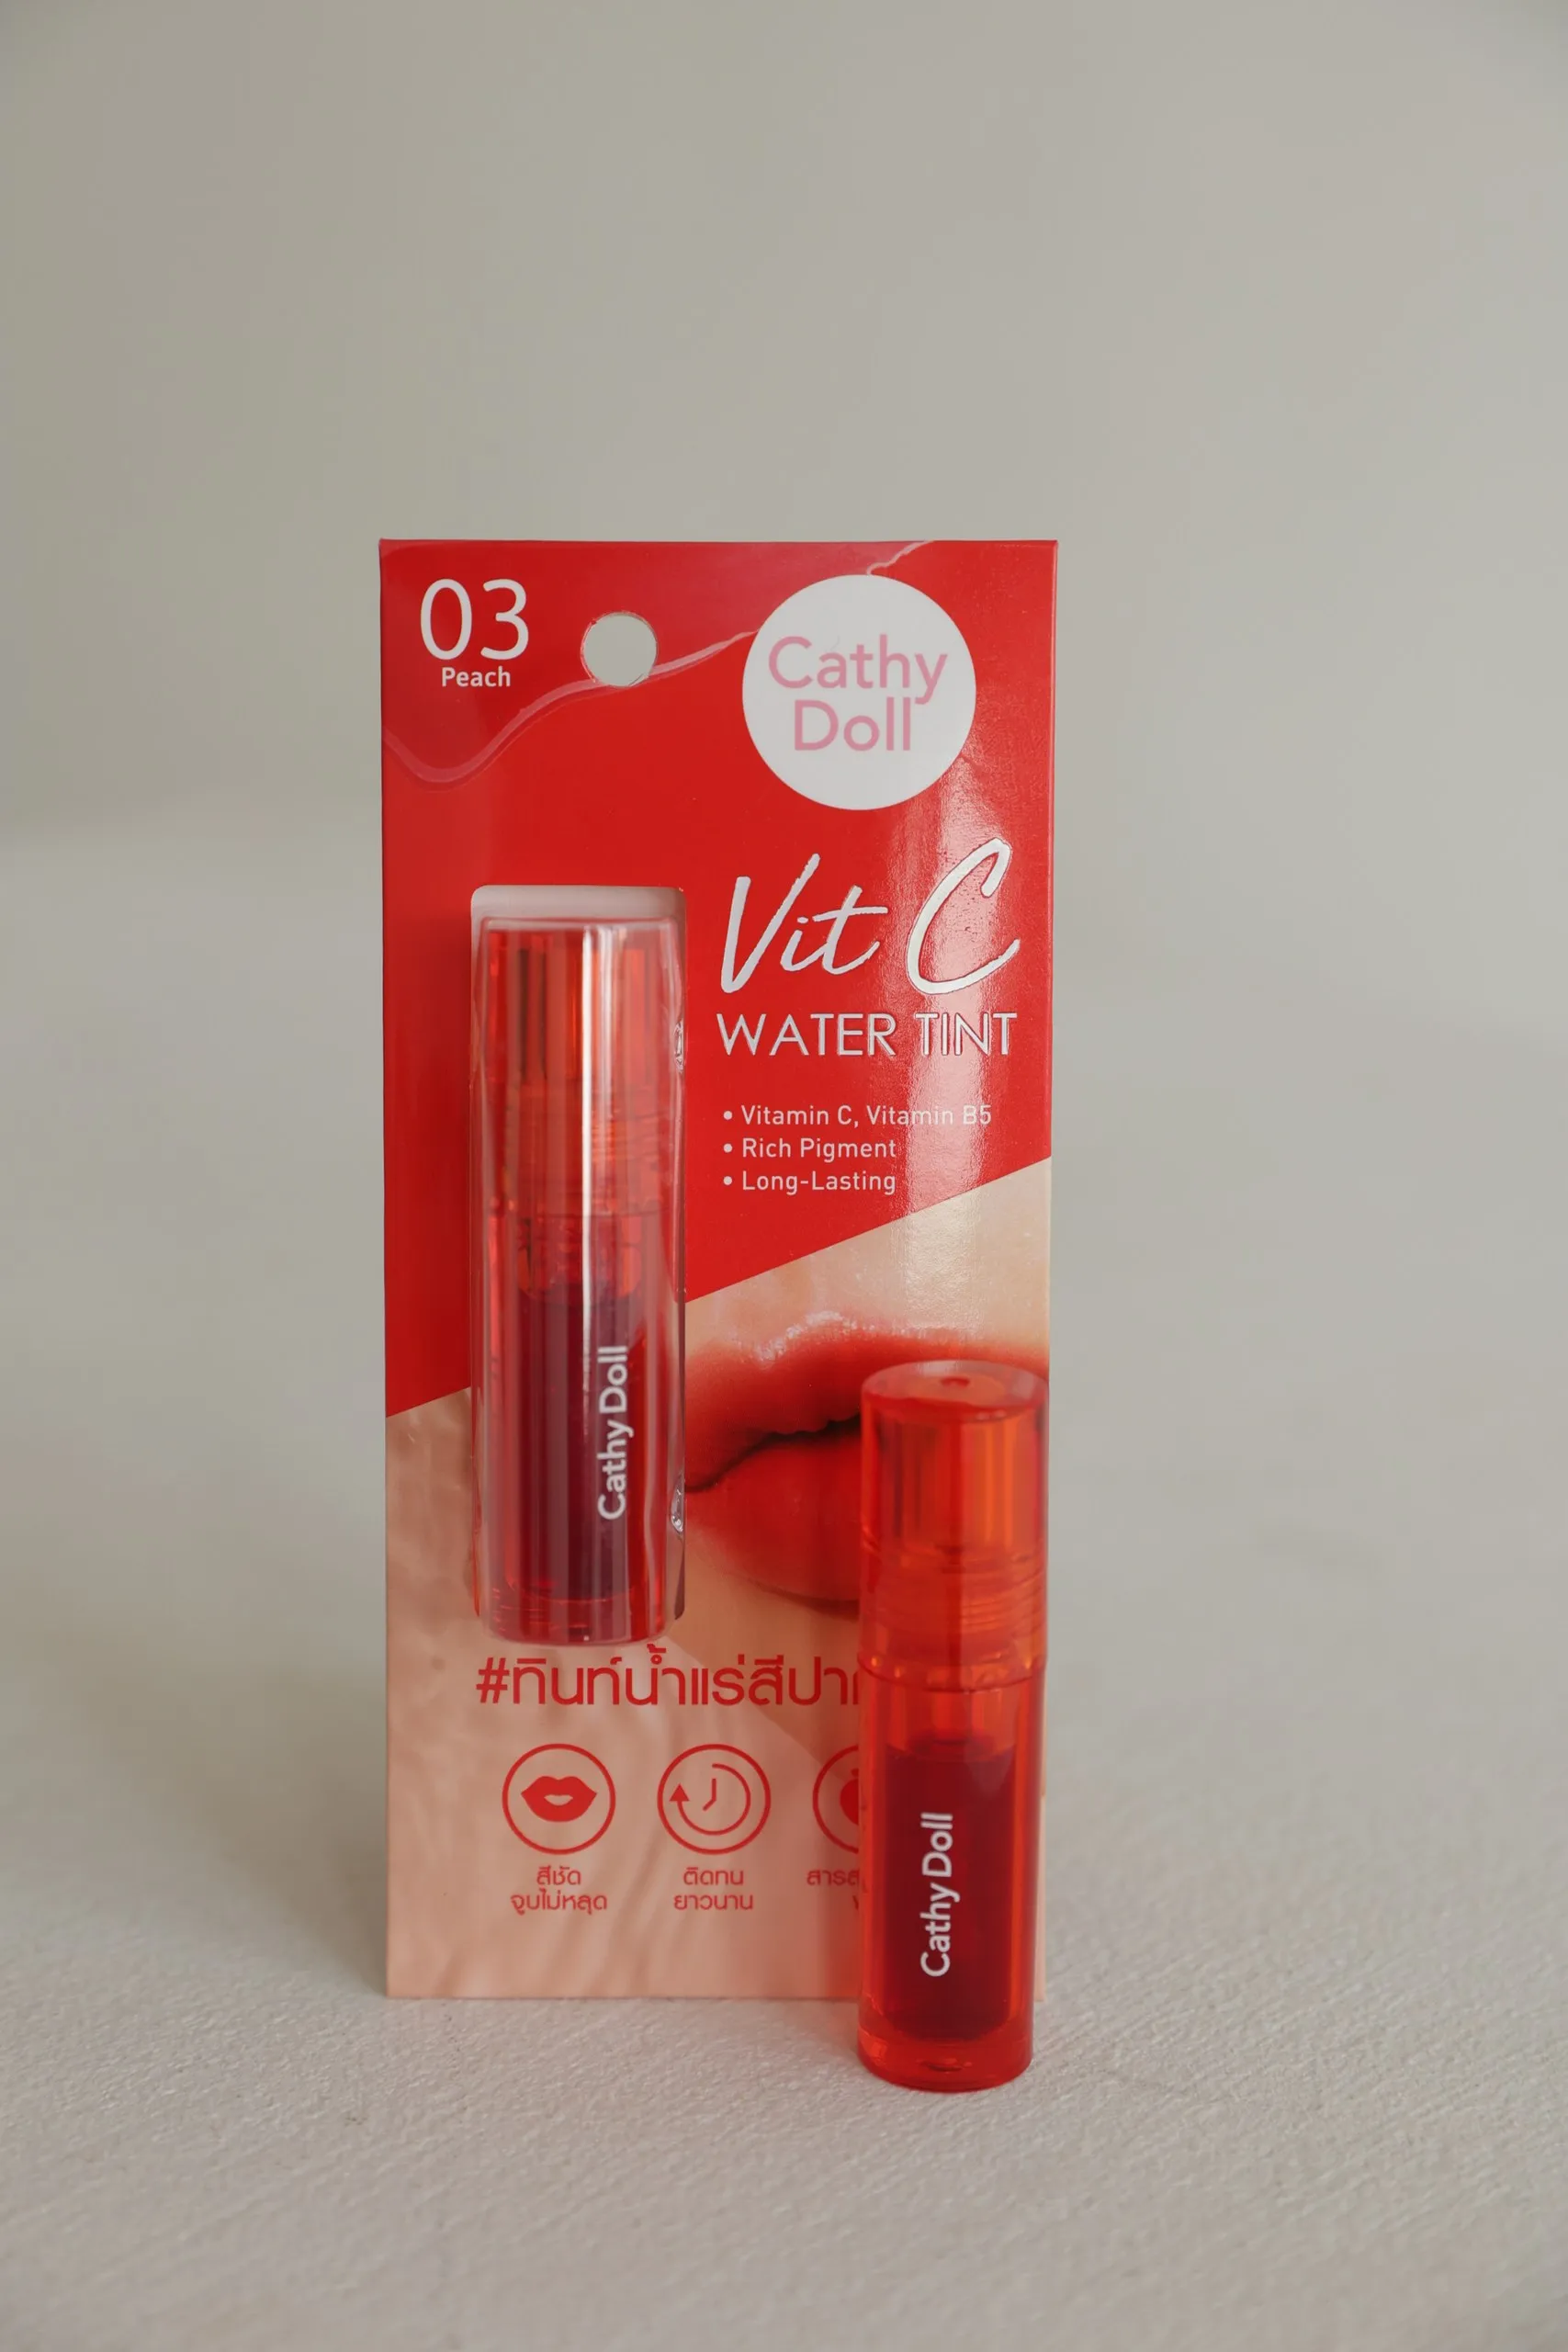 03
Peach
Cathy
Doll
Vit C
WATER TINT
• Vitamin C, Vitamin B5
• Rich Pigment
• Long-Lasting
Cathy Doll
#ทินท์น้ำแร่สีปาก
สีชัด
จูบไม่หลุด
ติดทน
ยาวนาน
Cathy Doll